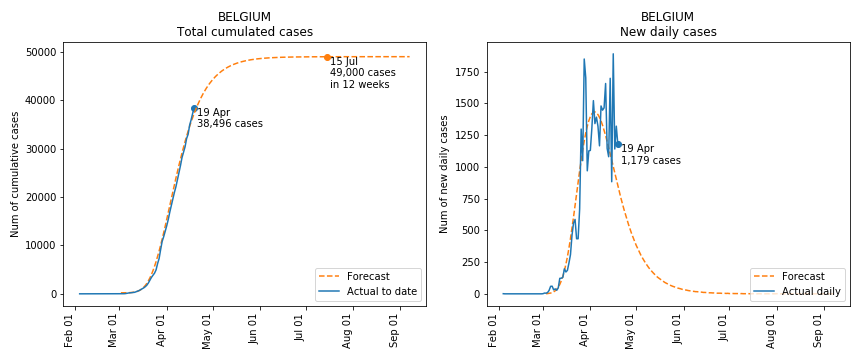 BELGIUM
Total cumulated cases
Num of cumulative cases
50000
40000
30000
20000
10000
0
15 Jul
49,000 cases
in 12 weeks
19 Apr
38,496 cases
Forecast
Actual to date
Feb 01
Mar 01
Apr 01
May 01
Jun 01
Jul 01
Aug 01
Sep 01
BELGIUM
New daily cases
Num of new daily cases
1750
1500
1250
1000
750
500
250
0
19 Apr
1,179 cases
Forecast
Actual daily
Feb 01
Mar 01
Apr 01
May 01
Jun 01
Jul 01
Aug 01
Sep 01